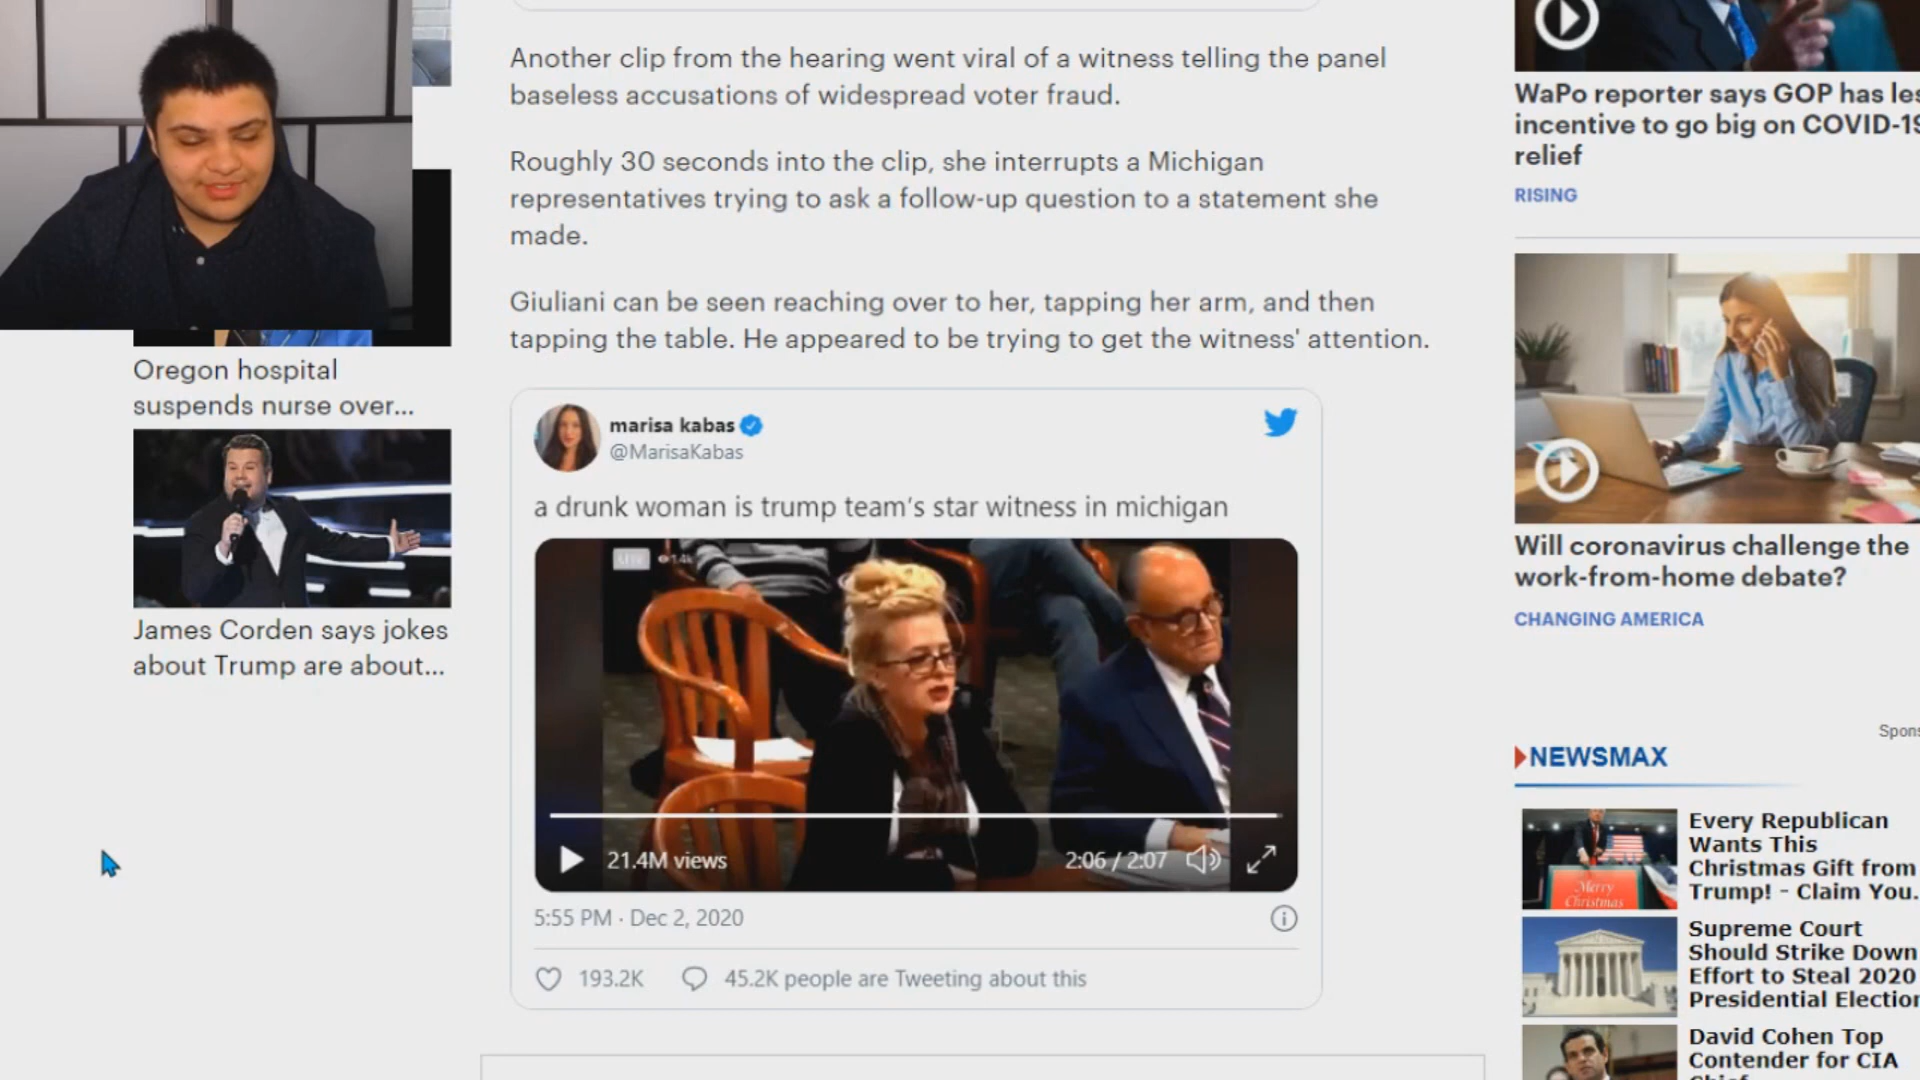 Another clip from the hearing went viral of a witness telling the panel
baseless accusations of widespread voter fraud.
Roughly 30 seconds into the clip, she interrupts a Michigan
representatives trying to ask a follow-up question to a statement she
made.
Giuliani can be seen reaching over to her, tapping her arm, and then
tapping the table. He appeared to be trying to get the witness' attention.
marisa kabas
@MarisaKabas
a drunk woman is trump team's star witness in michigan
LIVE
1.4k
21.4M views
2:06 / 2:07
5:55 PM · Dec 2, 2020
193.2K
45.2K people are Tweeting about this
Oregon hospital
suspends nurse over...
James Corden says jokes
about Trump are about...
WaPo reporter says GOP has les
incentive to go big on COVID-19
relief
RISING
Will coronavirus challenge the
work-from-home debate?
CHANGING AMERICA
Spons
NEWSMAX
Merry
Christmas
Every Republican
Wants This
Christmas Gift from
Trump! - Claim You.
Supreme Court
Should Strike Down
Effort to Steal 2020
Presidential Election
David Cohen Top
Contender for CIA
Chief